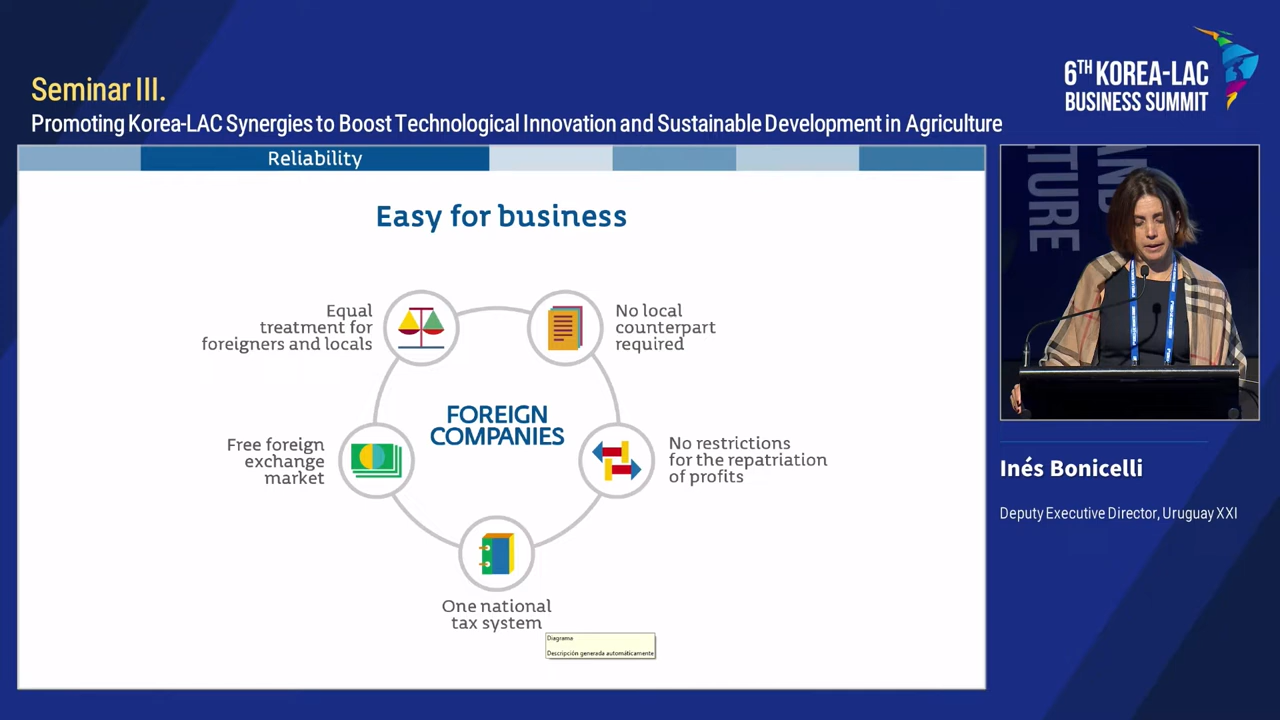 Seminar III.
Promoting Korea-LAC Synergies to Boost Technological Innovation and Sustainable Development in Agriculture
6TH KOREA-LAC
BUSINESS SUMMIT
Reliability
Easy for business
Equal
treatment for
foreigners and locals
No local
counterpart
required
FOREIGN
COMPANIES
Free foreign
exchange
market
No restrictions
for the repatriation
of profits
One national
tax system
Diagrama
Descripción generada automáticamente
AND
TURE
Inés Bonicelli
Deputy Executive Director, Uruguay XXI